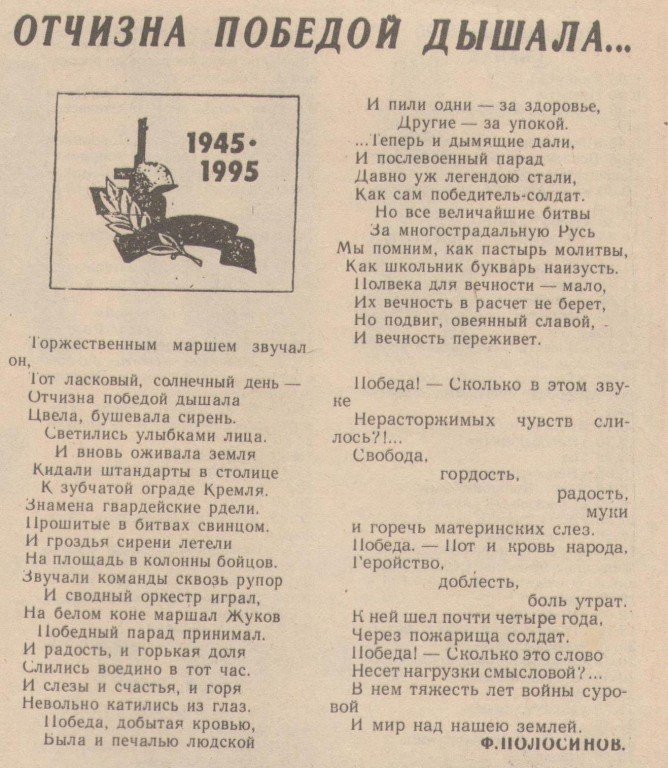 ОТЧИЗНА ПОБЕДОЙ ДЫШАЛА...
1945·
1995
Торжественным маршем звучал
он,
Тот ласковый, солнечный день —
Отчизна победой дышала
Цвела, бушевала сирень.
Светились улыбками лица.
И вновь оживала земля
Кидали штандарты в столице
К зубчатой ограде Кремля.
Знамена гвардейские рдели.
Прошитые в битвах свинцом.
И гроздья сирени летели
На площадь в колонны бойцов.
Звучали команды сквозь рупор
И сводный оркестр играл,
На белом коне маршал Жуков
Победный парад принимал.
И радость, и горькая доля
Слились воедино в тот час.
И слезы и счастья, и горя
Невольно катились из глаз.
Победа, добытая кровью,
Была и печалью людской
И пили одни — за здоровье,
Другие — за упокой.
...Теперь и дымящие дали,
И послевоенный парад
Давно уж легендою стали,
Как сам победитель-солдат.
Но все величайшие битвы
За многострадальную Русь
Мы помним, как пастырь молитвы,
Как школьник букварь наизусть.
Полвека для вечности — мало,
Их вечность в расчет не берет,
Но подвиг, овеянный славой,
И вечность переживет.
Победа! — Сколько в этом зву-
ке
Нерасторжимых чувств сли-
лось?!...
Свобода,
гордость,
радость,
муки
и горечь материнских слез.
Победа. — Пот и кровь народа,
Геройство,
доблесть,
боль утрат.
К ней шел почти четыре года,
Через пожарища солдат.
Победа! — Сколько это слово
Несет нагрузки смысловой?...
В нем тяжесть лет войны суро-
вой
И мир над нашею землей.
Ф.ПОЛОСИНОВ.